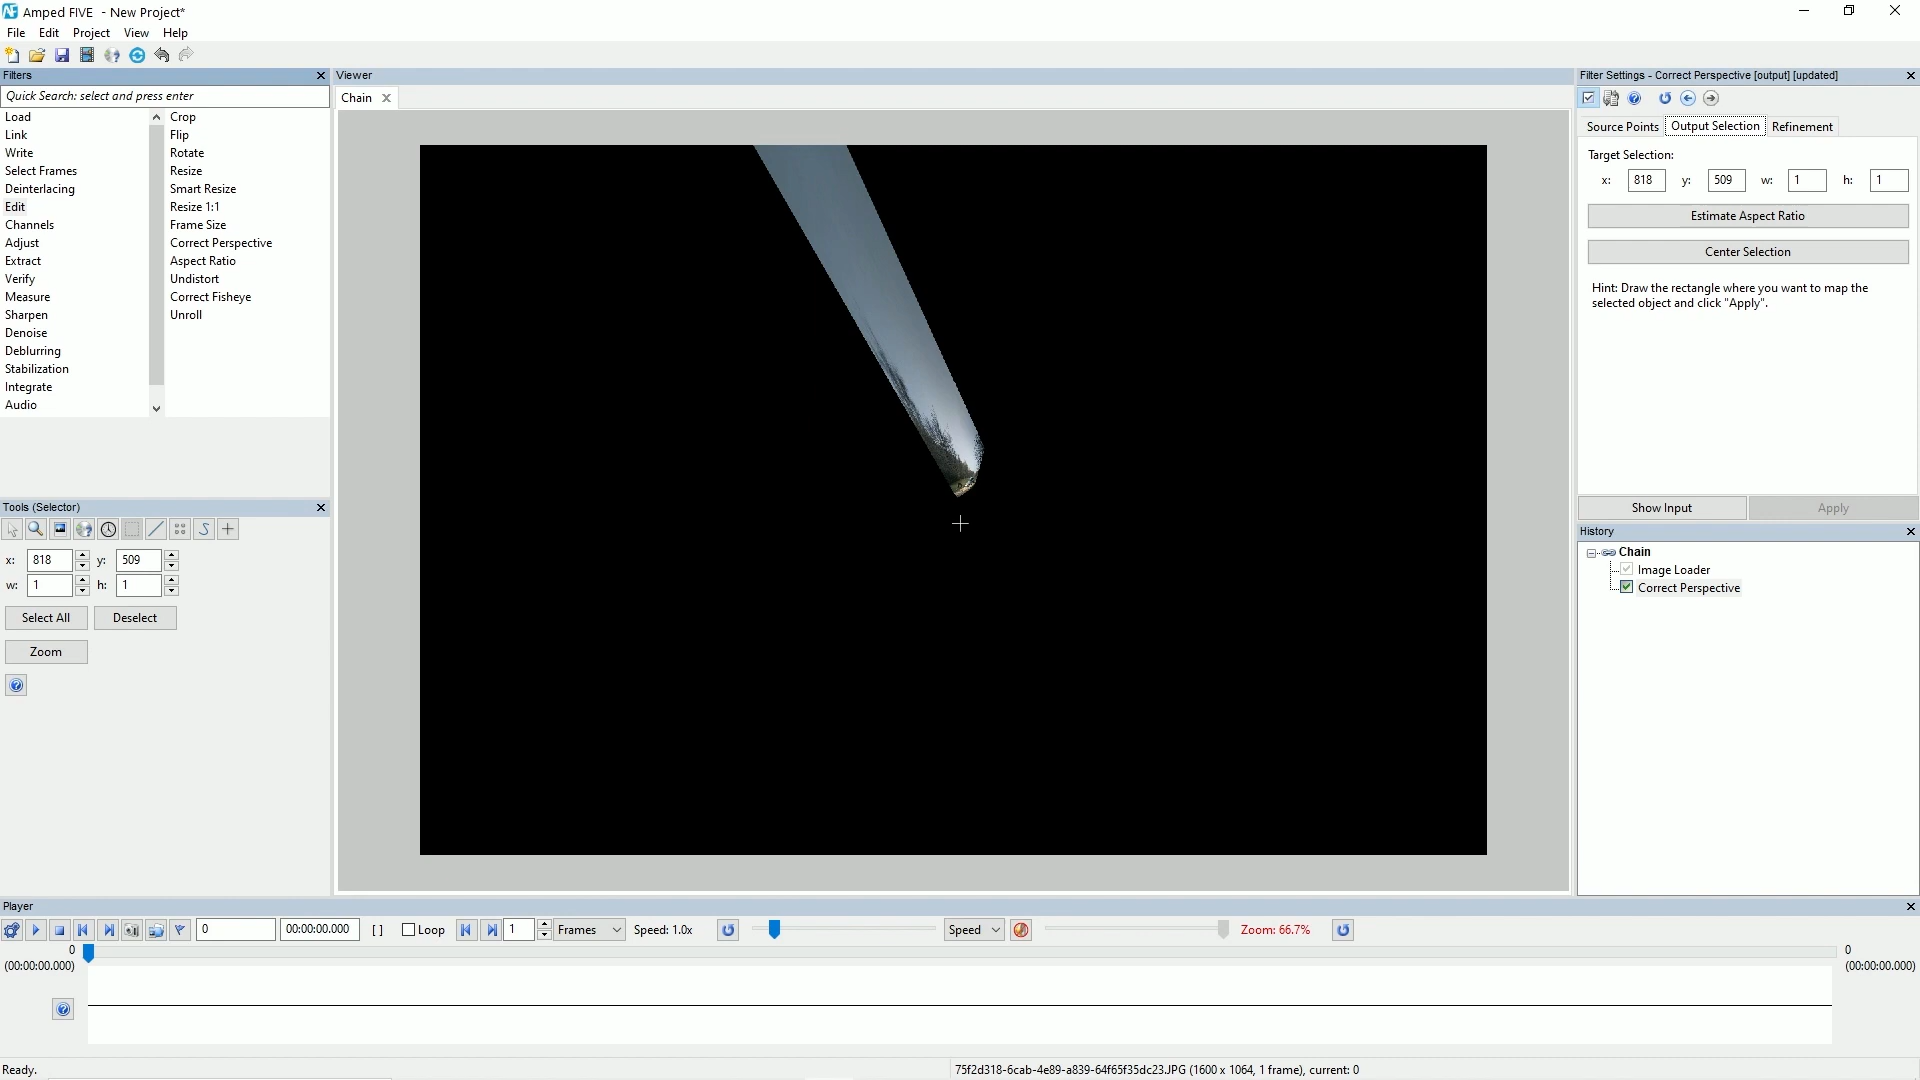 Amped FIVE - New Project*
File Edit Project View Help
Filters
Quick Search: select and press enter
Load
Link
Write
Select Frames
Deinterlacing
Edit
Channels
Adjust
Extract
Verify
Measure
Sharpen
Denoise
Deblurring
Stabilization
Integrate
Audio
Crop
Flip
Rotate
Resize
Smart Resize
Resize 1:1
Frame Size
Correct Perspective
Aspect Ratio
Undistort
Correct Fisheye
Unroll
Tools (Selector)
x: 818 y: 509
w: 1 h: 1
Select All Deselect
Zoom
Viewer
Chain
Filter Settings - Correct Perspective [output] [updated]
Source Points Output Selection Refinement
Target Selection:
x: 818 y: 509 w: 1 h: 1
Estimate Aspect Ratio
Center Selection
Hint: Draw the rectangle where you want to map the
selected object and click "Apply".
Show Input Apply
History
Chain
Image Loader
Correct Perspective
Player
0 00:00:00.000 [ ] Loop 1 Frames Speed: 1.0x Speed Zoom: 66.7%
0 0
(00:00:00.000) (00:00:00.000)
Ready. 75f2d318-6cab-4e89-a839-64f65f35dc23.JPG (1600 x 1064, 1 frame), current: 0